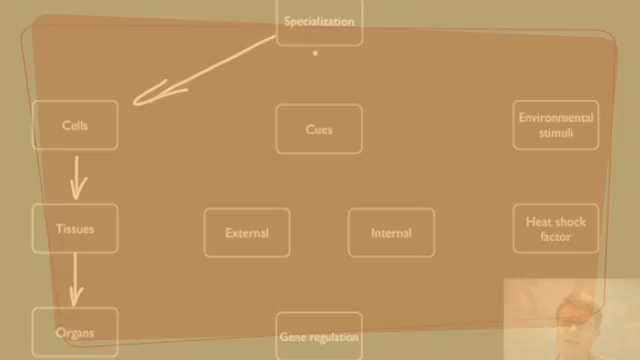 Specialization
Cells
Cues
Environmental
stimuli
Tissues
External
Internal
Heat shock
factor
Organs
Gene regulation